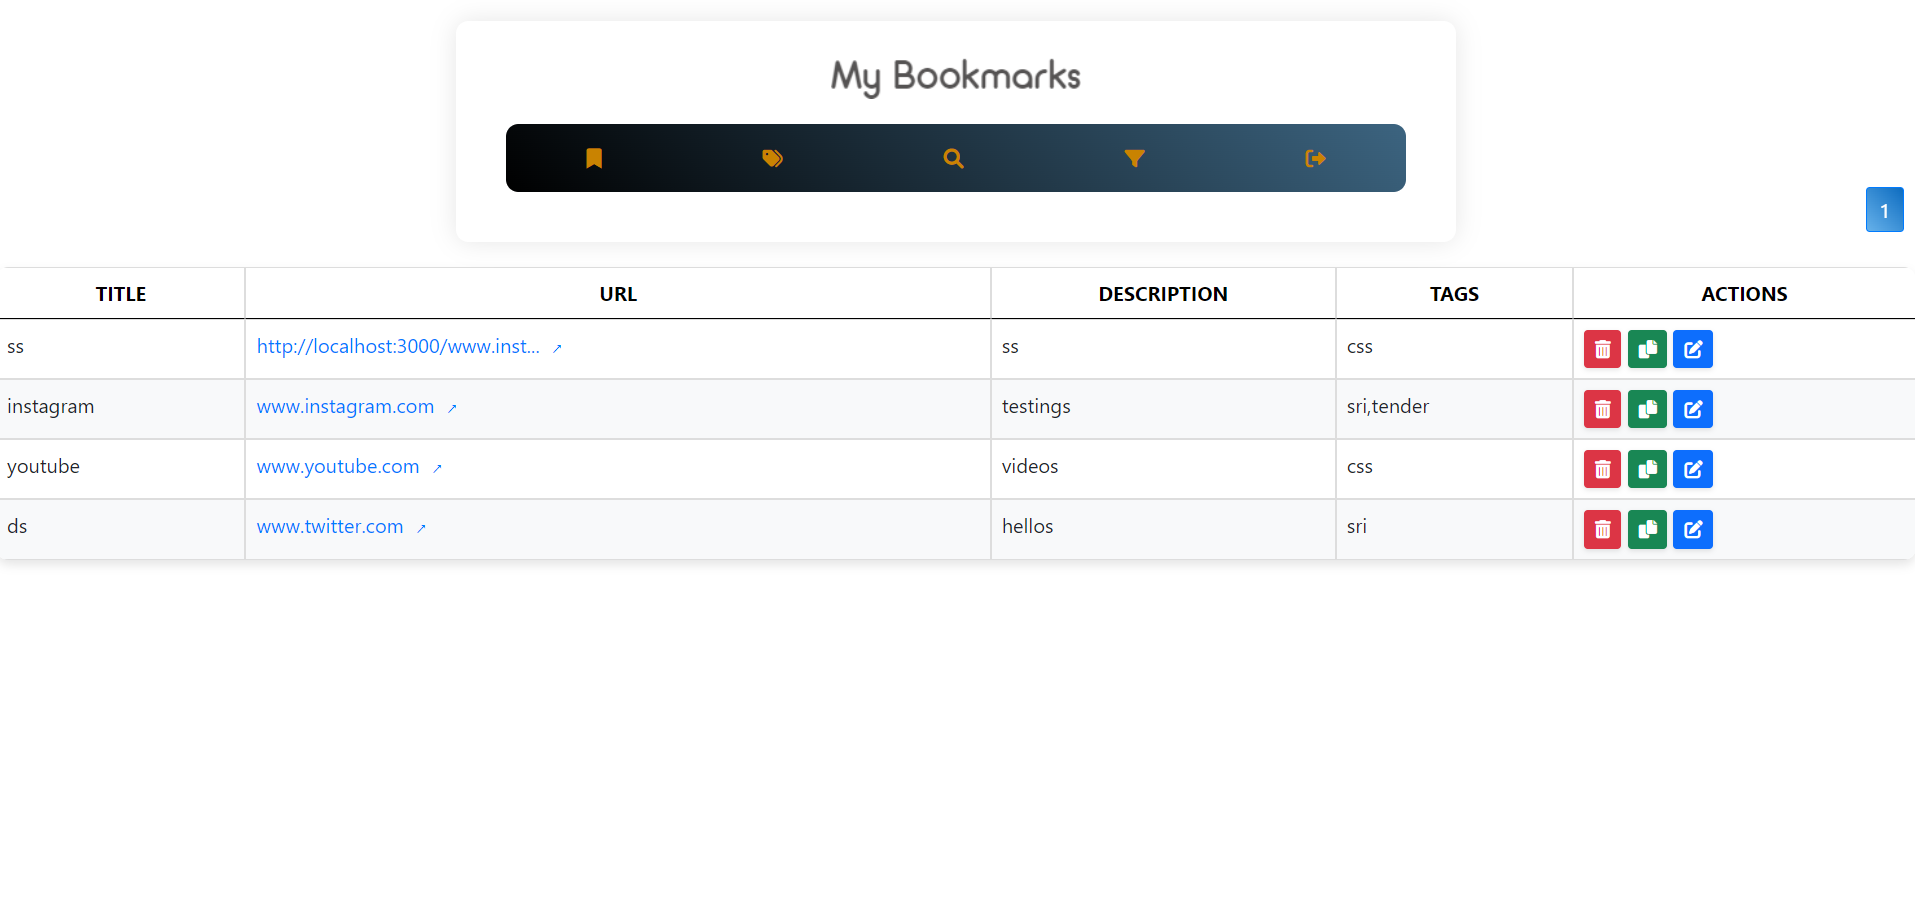 My Bookmarks
1
TITLE URL DESCRIPTION TAGS ACTIONS
ss http://localhost:3000/www.inst... ss css
instagram www.instagram.com testings sri,tender
youtube www.youtube.com videos css
ds www.twitter.com hellos sri